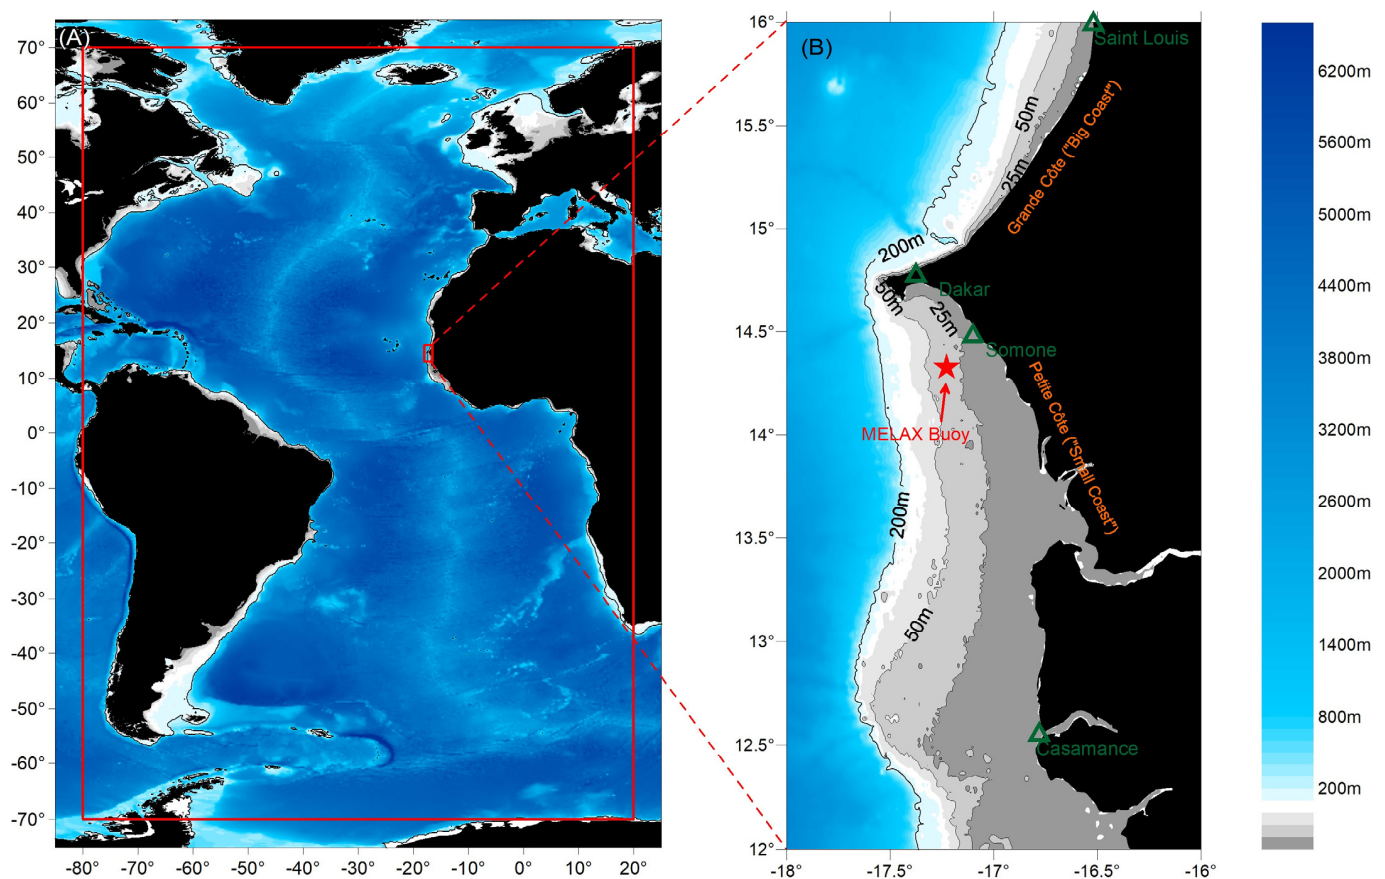 (A)
70°
60°
50°
40°
30°
20°
10°
0°
-10°
-20°
-30°
-40°
-50°
-60°
-70°
-80
-70
-60
-50
-40
-30
-20
-10
0
10
20
(B)
16°
15.5°
15°
14.5°
14°
13.5°
13°
12.5°
12°
-18°
-17.5°
-17°
-16.5°
-16°
Saint Louis
50m
25m
Grande Côte ("Big Coast")
200m
Dakar
50m
25m
Somone
Petite Côte ("Small Coast")
MELAX Buoy
200m
50m
Casamance
6200m
5600m
5000m
4400m
3800m
3200m
2600m
2000m
1400m
800m
200m